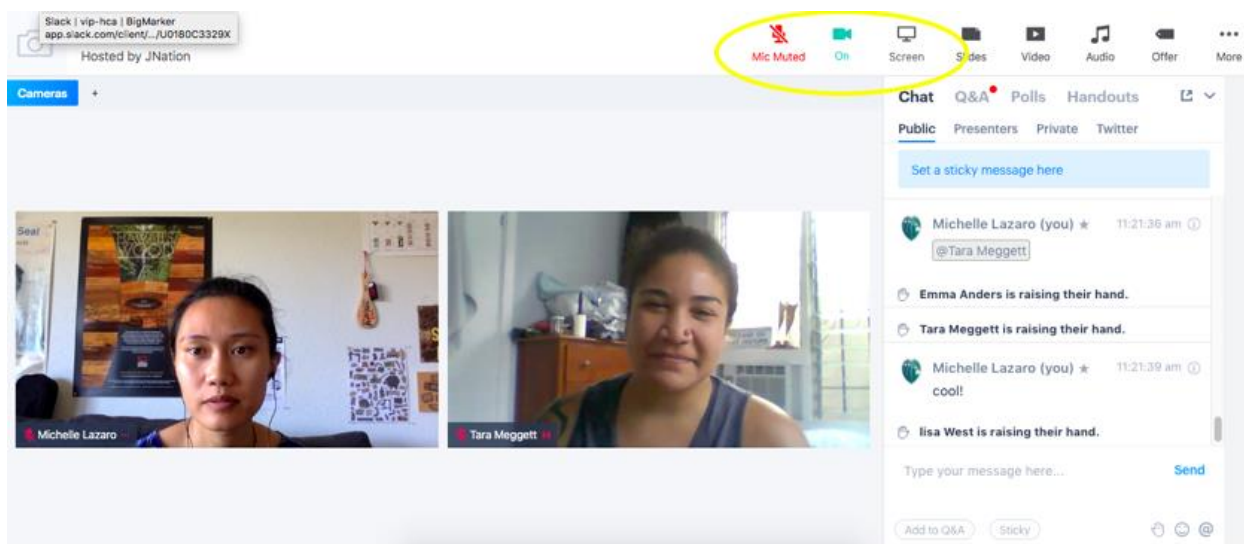 Slack | vip-hca | BigMarker
app.slack.com/client/.../U0180C3329X
Hosted by JNation
Mic Muted
On
Screen
Slides
Video
Audio
Offer
More
Cameras +
Chat Q&A Polls Handouts
Public Presenters Private Twitter
Set a sticky message here
Michelle Lazaro (you) ★ 11:21:36 am
@Tara Meggett
Emma Anders is raising their hand.
Tara Meggett is raising their hand.
Michelle Lazaro (you) ★ 11:21:39 am
cool!
lisa West is raising their hand.
Seal
HAWAI'I
WOOD
Michelle Lazaro
Tara Meggett
Type your message here... Send
Add to Q&A Sticky @